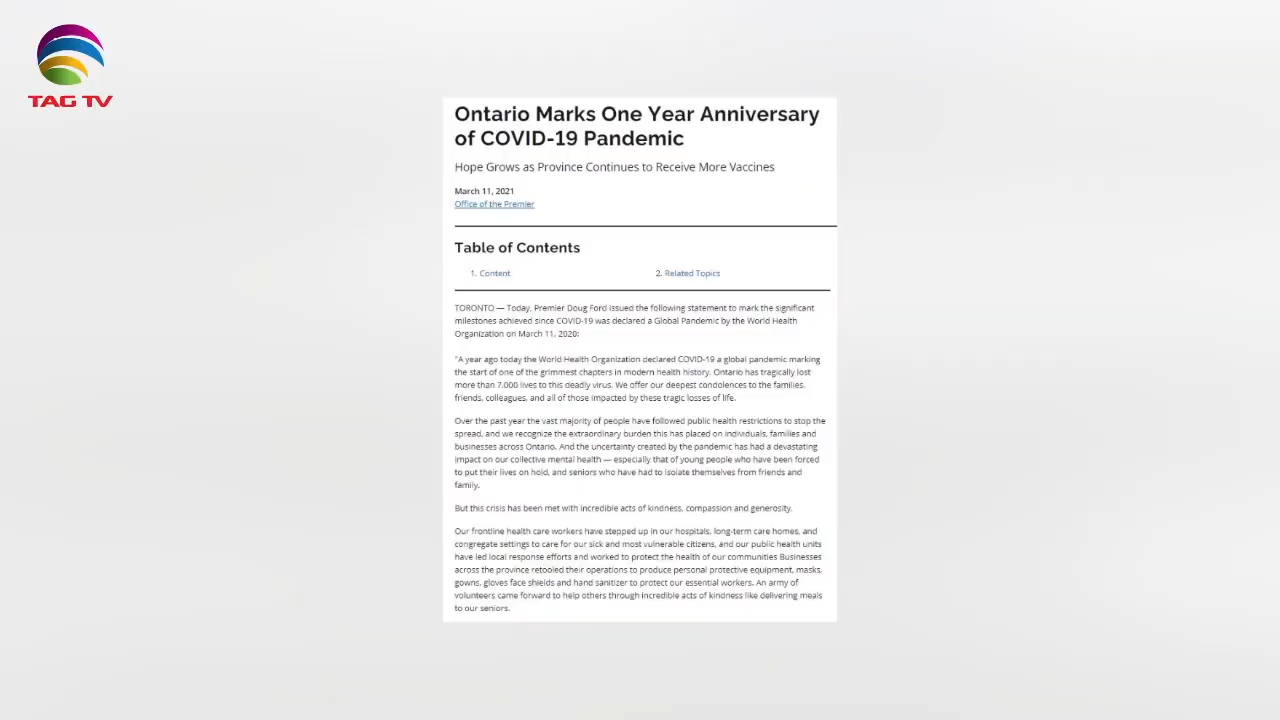 TAG TV
Ontario Marks One Year Anniversary
of COVID-19 Pandemic
Hope Grows as Province Continues to Receive More Vaccines
March 11, 2021
Office of the Premier
Table of Contents
1. Content
2. Related Topics
TORONTO — Today, Premier Doug Ford issued the following statement to mark the significant
milestones achieved since COVID-19 was declared a Global Pandemic by the World Health
Organization on March 11, 2020:
"A year ago today the World Health Organization declared COVID-19 a global pandemic marking
the start of one of the grimmest chapters in modern health history. Ontario has tragically lost
more than 7,000 lives to this deadly virus. We offer our deepest condolences to the families,
friends, colleagues, and all of those impacted by these tragic losses of life.
Over the past year the vast majority of people have followed public health restrictions to stop the
spread, and we recognize the extraordinary burden this has placed on individuals, families and
businesses across Ontario. And the uncertainty created by the pandemic has had a devastating
impact on our collective mental health — especially that of young people who have been forced
to put their lives on hold, and seniors who have had to isolate themselves from friends and
family.
But this crisis has been met with incredible acts of kindness, compassion and generosity.
Our frontline health care workers have stepped up in our hospitals, long-term care homes, and
congregate settings to care for our sick and most vulnerable citizens, and our public health units
have led local response efforts and worked to protect the health of our communities Businesses
across the province retooled their operations to produce personal protective equipment, masks,
gowns, gloves face shields and hand sanitizer to protect our essential workers. An army of
volunteers came forward to help others through incredible acts of kindness like delivering meals
to our seniors.